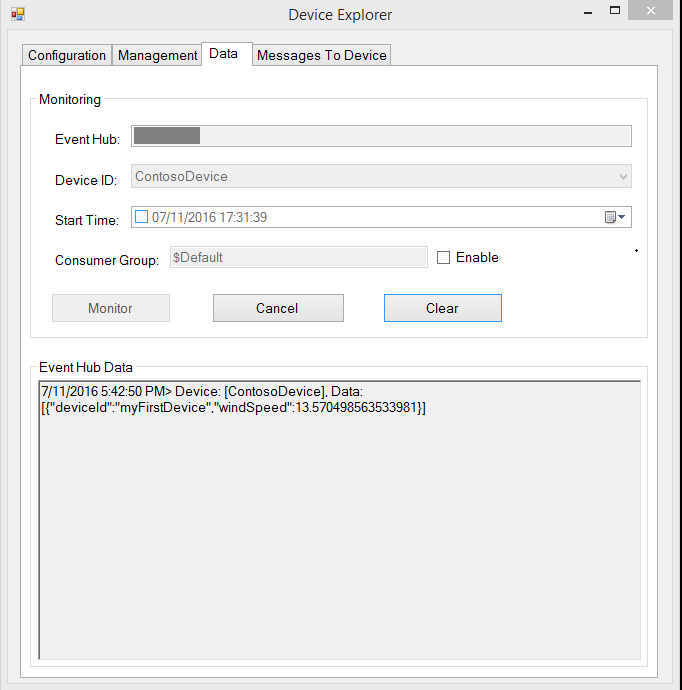 Device Explorer
Configuration Management Data Messages To Device
Monitoring
Event Hub:
Device ID: ContosoDevice
Start Time: 07/11/2016 17:31:39
Consumer Group: $Default Enable
Monitor Cancel Clear
Event Hub Data
7/11/2016 5:42:50 PM> Device: [ContosoDevice], Data:
[{"deviceId":"myFirstDevice","windSpeed":13.570498563533981}]